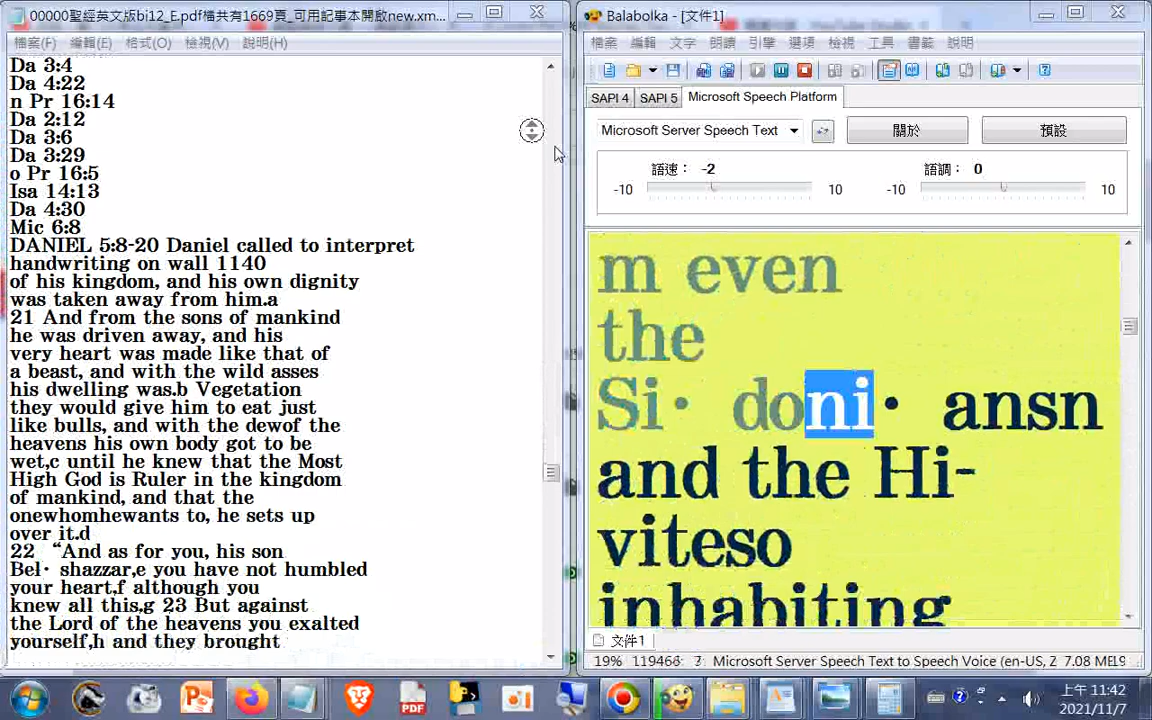 00000聖經英文版bi12_E.pdf檔共有1669頁_可用記事本開啟new.xm...
檔案(F) 編輯(E) 格式(O) 檢視(V) 說明(H)
Da 3:4
Da 4:22
n Pr 16:14
Da 2:12
Da 3:6
Da 3:29
o Pr 16:5
Isa 14:13
Da 4:30
Mic 6:8
DANIEL 5:8-20 Daniel called to interpret
handwriting on wall 1140
of his kingdom, and his own dignity
was taken away from him.a
21 And from the sons of mankind
he was driven away, and his
very heart was made like that of
a beast, and with the wild asses
his dwelling was.b Vegetation
they would give him to eat just
like bulls, and with the dewof the
heavens his own body got to be
wet,c until he knew that the Most
High God is Ruler in the kingdom
of mankind, and that the
onewhomhewants to, he sets up
over it.d
22 “And as for you, his son
Bel· shazzar,e you have not humbled
your heart,f although you
knew all this,g 23 But against
the Lord of the heavens you exalted
yourself,h and they brought
Balabolka - [文件1]
檔案 編輯 文字 朗讀 引擎 選項 檢視 工具 書籤 說明
SAPI 4 SAPI 5 Microsoft Speech Platform
Microsoft Server Speech Text 關於 預設
語速： -2 語調： 0
-10 10 -10 10
m even
the
Si· doni· ansn
and the Hi-
viteso
inhabiting
文件1
19% Microsoft Server Speech Text to Speech Voice (en-US, Z 7.08 MB
PDF
上午 11:42
2021/11/7